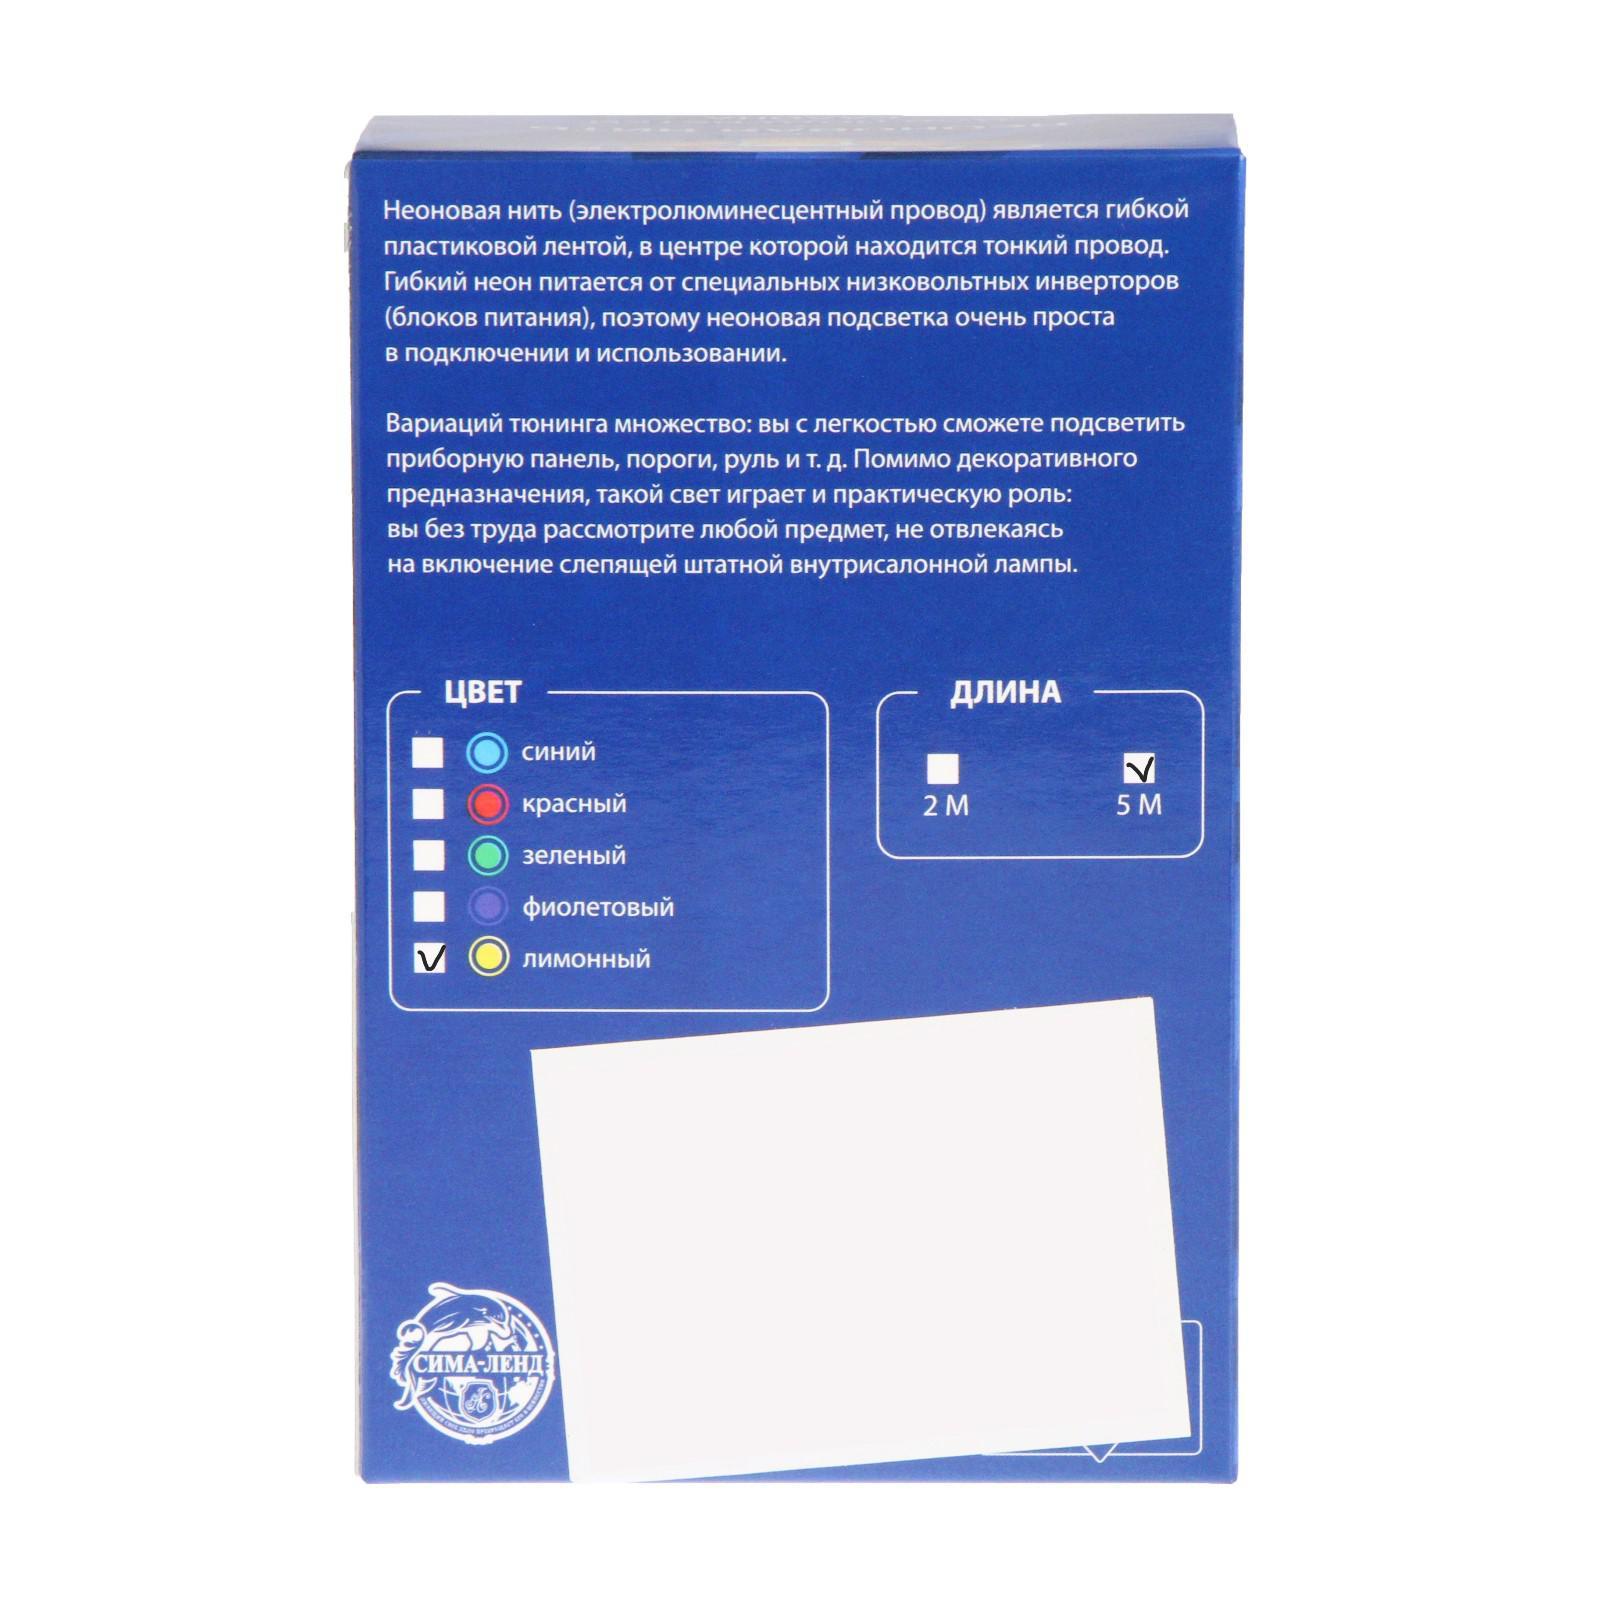 Неоновая нить (электролюминесцентный провод) является гибкой
пластиковой лентой, в центре которой находится тонкий провод.
Гибкий неон питается от специальных низковольтных инверторов
(блоков питания), поэтому неоновая подсветка очень проста
в подключении и использовании.
Вариаций тюнинга множество: вы с легкостью сможете подсветить
приборную панель, пороги, руль и т. д. Помимо декоративного
предназначения, такой свет играет и практическую роль:
вы без труда рассмотрите любой предмет, не отвлекаясь
на включение слепящей штатной внутрисалонной лампы.
ЦВЕТ
синий
красный
зеленый
фиолетовый
лимонный
ДЛИНА
2 М
5 М
СИМА-ЛЕНД